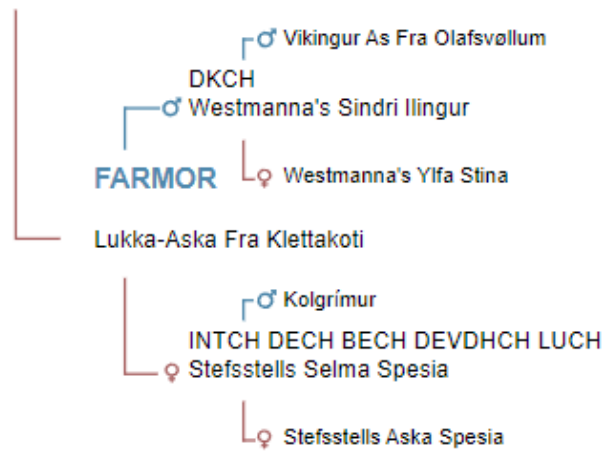 Vikingur As Fra Olafsvøllum
DKCH
Westmanna's Sindri Ilingur
FARMOR
Westmanna's Ylfa Stina
Lukka-Aska Fra Klettakoti
Kolgrímur
INTCH DECH BECH DEVDHCH LUCH
Stefsstells Selma Spesia
Stefsstells Aska Spesia